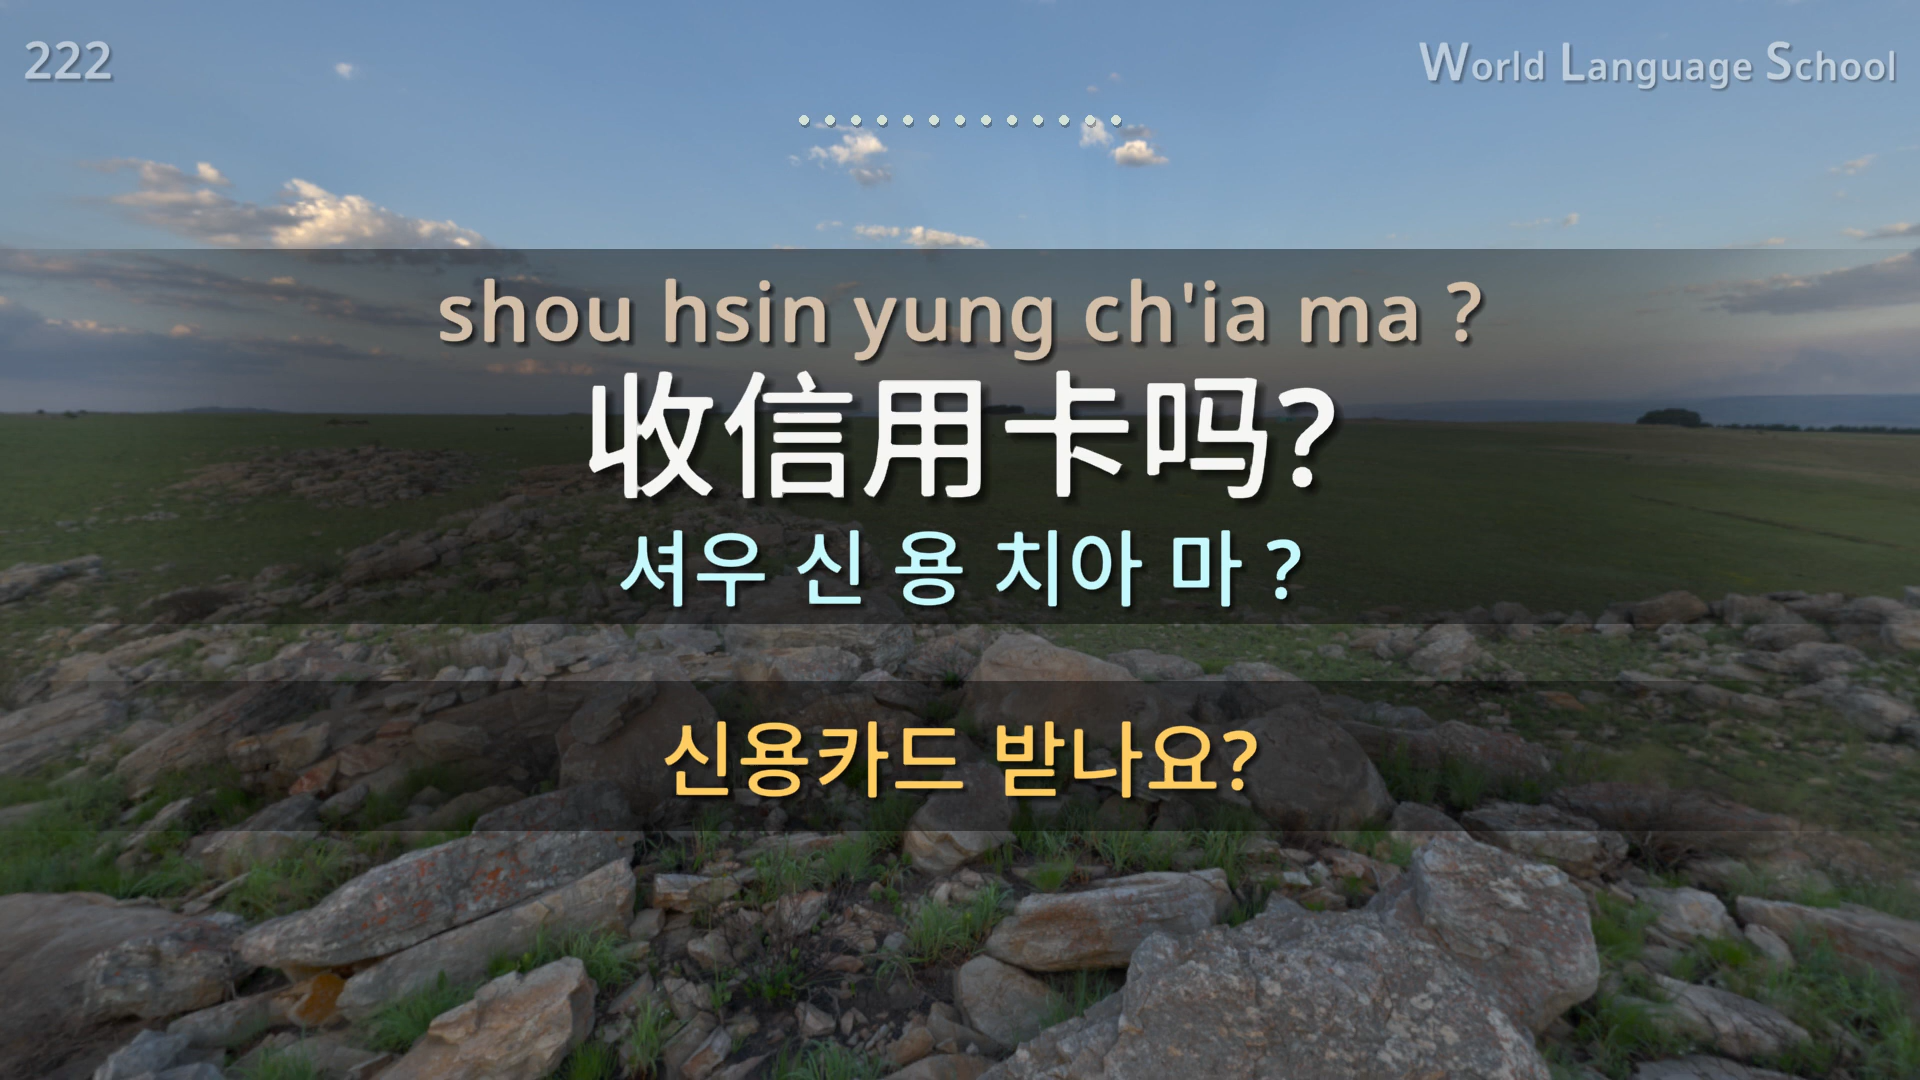 222
World Language School
shou hsin yung ch'ia ma ?
收信用卡吗?
셔우 신 용 치아 마 ?
신용카드 받나요?